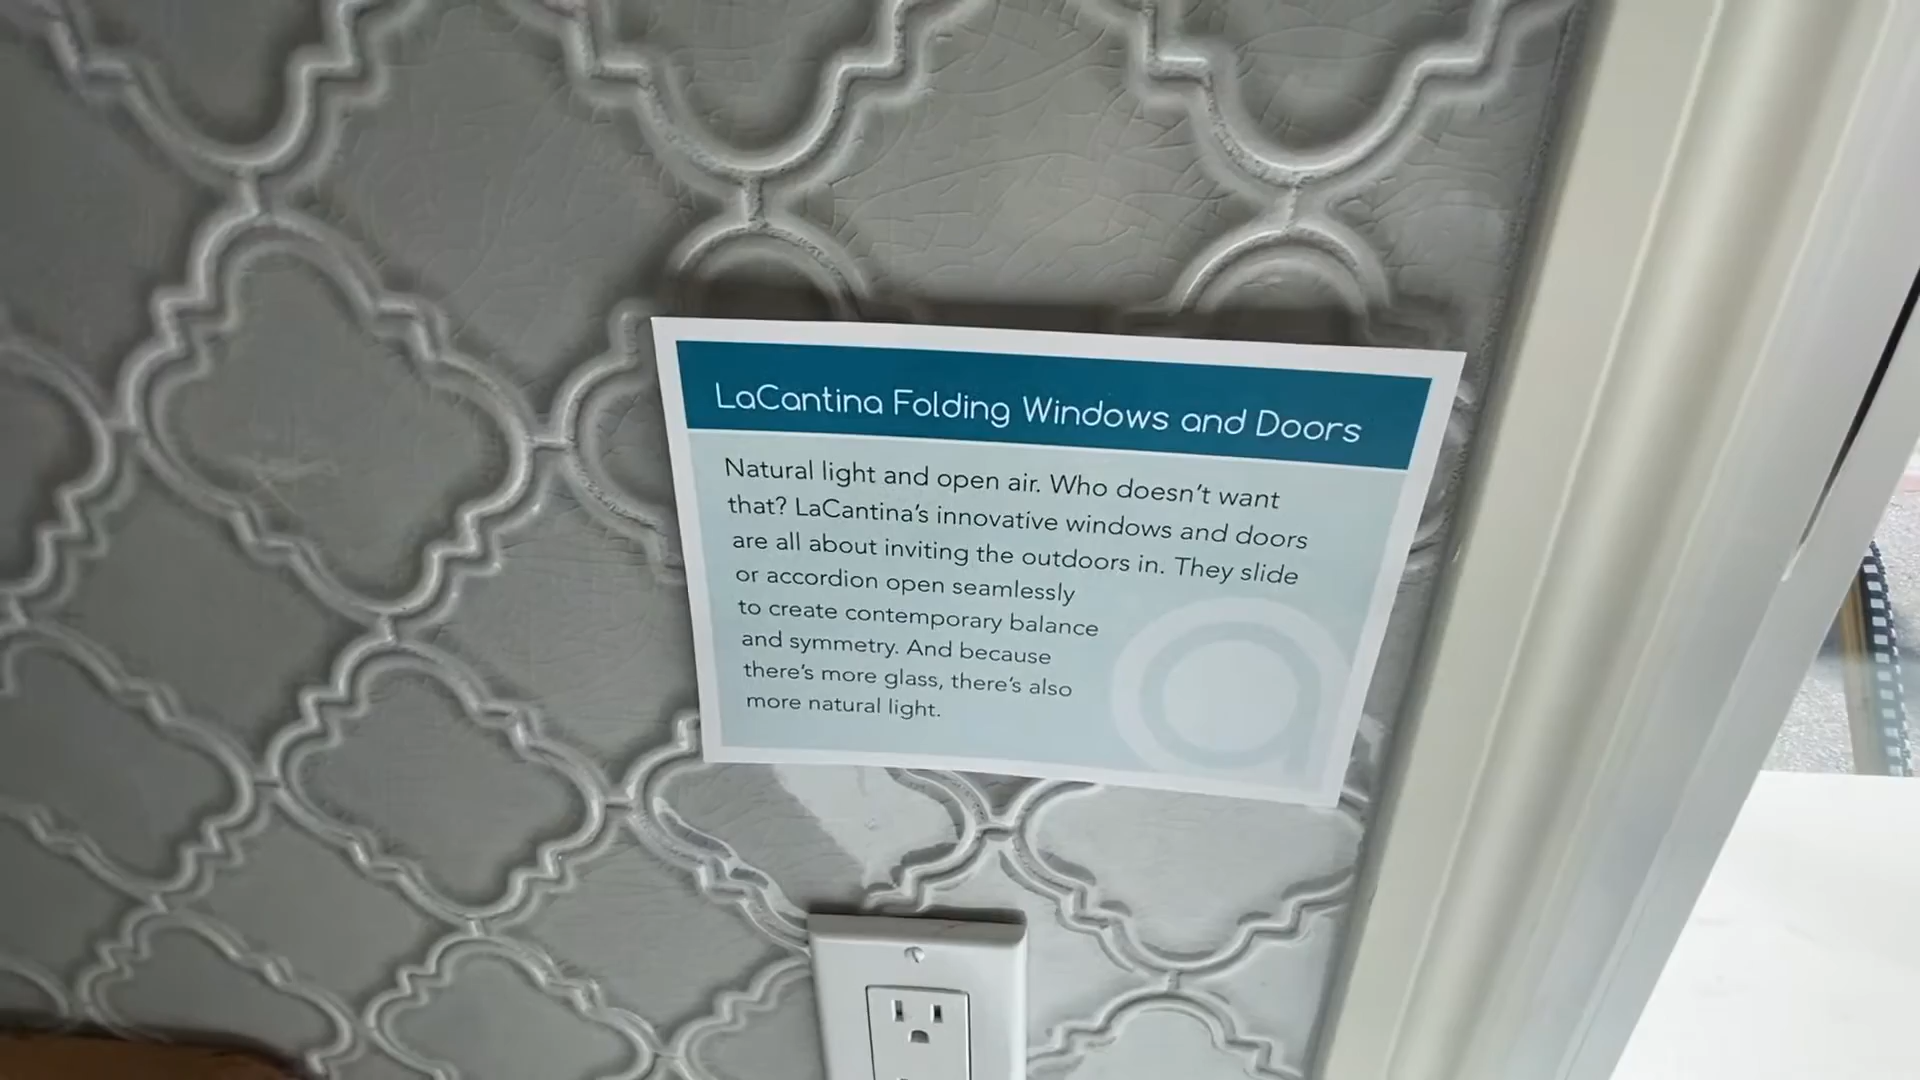 LaCantina Folding Windows and Doors
Natural light and open air. Who doesn't want
that? LaCantina's innovative windows and doors
are all about inviting the outdoors in. They slide
or accordion open seamlessly
to create contemporary balance
and symmetry. And because
there's more glass, there's also
more natural light.